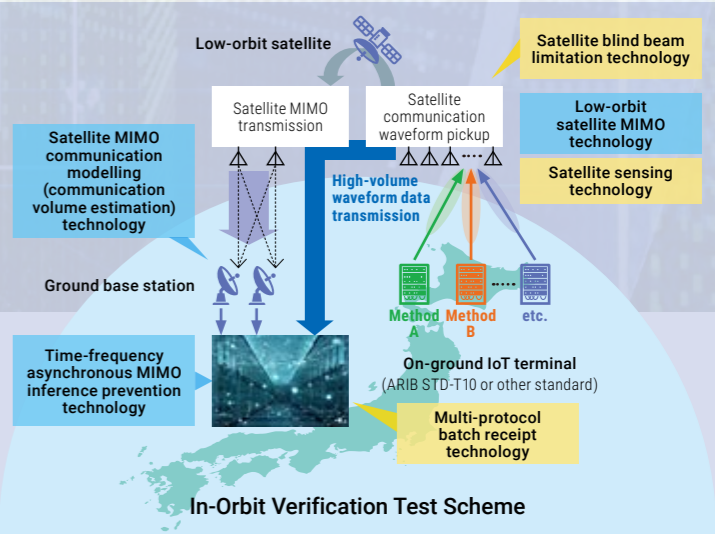 Low-orbit satellite
Satellite blind beam
limitation technology
Satellite MIMO
transmission
Satellite
communication
waveform pickup
Low-orbit
satellite MIMO
technology
Satellite sensing
technology
Satellite MIMO
communication
modelling
(communication
volume estimation)
technology
High-volume
waveform data
transmission
Ground base station
Method
A
Method
B
etc.
Time-frequency
asynchronous MIMO
inference prevention
technology
On-ground IoT terminal
(ARIB STD-T10 or other standard)
Multi-protocol
batch receipt
technology
In-Orbit Verification Test Scheme